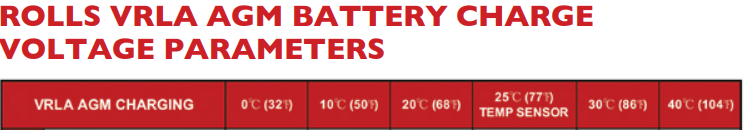 ROLLS VRLA AGM BATTERY CHARGE
VOLTAGE PARAMETERS
VRLA AGM CHARGING 0℃ (32℉) 10℃ (50℉) 20℃ (68℉) 25℃ (77℉) TEMP SENSOR 30℃ (86℉) 40℃ (104℉)